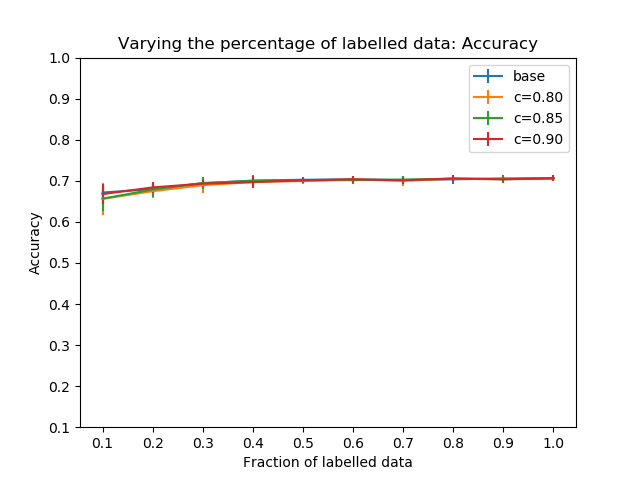 Varying the percentage of labelled data: Accuracy
base
c=0.80
c=0.85
c=0.90
Accuracy
1.0
0.9
0.8
0.7
0.6
0.5
0.4
0.3
0.2
0.1
0.1 0.2 0.3 0.4 0.5 0.6 0.7 0.8 0.9 1.0
Fraction of labelled data